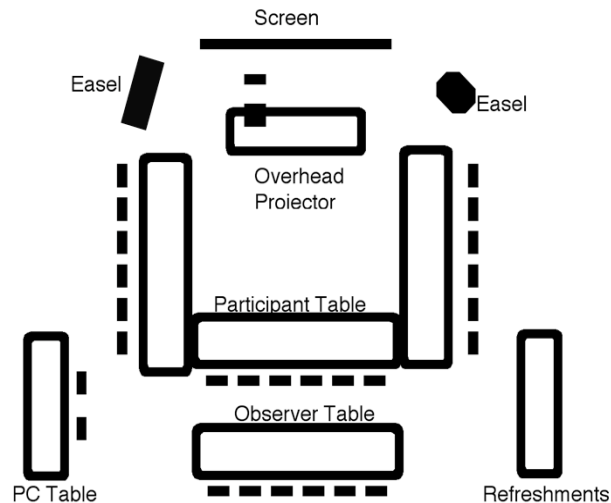 Screen
Easel
Easel
Overhead
Proiector
Participant Table
Observer Table
PC Table
Refreshments